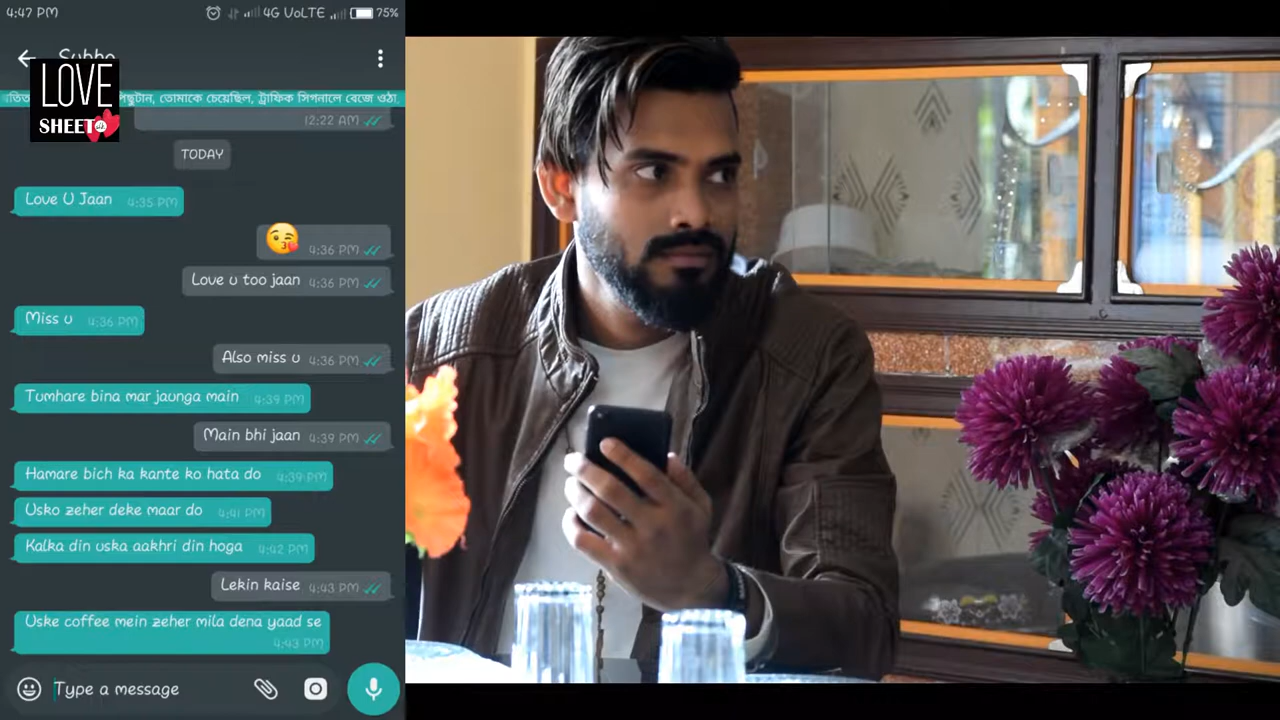 4:47 PM
4G VoLTE
75%
LOVE
SHEET
পিছুটান, তোমাকে চেয়েছিল, ট্রাফিক সিগনালে বেজে ওঠা
12:22 AM
TODAY
Love U Jaan 4:35 PM
😘 4:36 PM
Love u too jaan 4:36 PM
Miss u 4:36 PM
Also miss u 4:36 PM
Tumhare bina mar jaunga main 4:39 PM
Main bhi jaan 4:39 PM
Hamare bich ka kante ko hata do 4:39 PM
Usko zeher deke maar do 4:41 PM
Kalka din uska aakhri din hoga 4:42 PM
Lekin kaise 4:43 PM
Uske coffee mein zeher mila dena yaad se
4:43 PM
Type a message